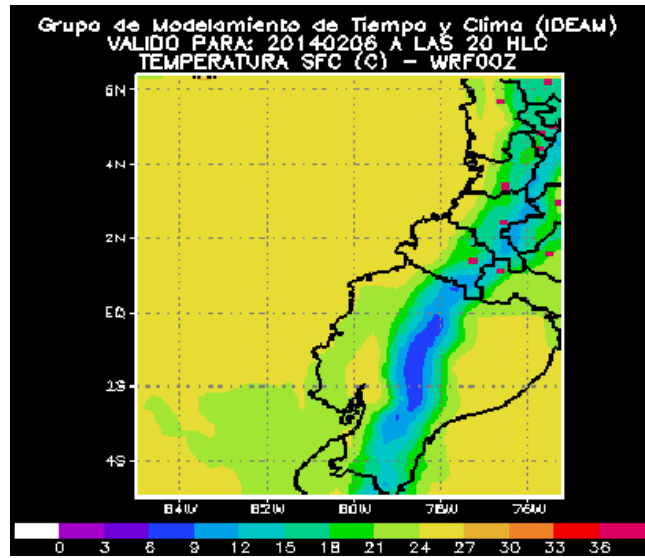 Grupo de Modelamiento de Tiempo y Clima (IDEAM)
VALIDO PARA: 20140206 A LAS 20 HLC
TEMPERATURA SFC (C) - WRF00Z
6N
4N
2N
EQ
2S
4S
84W 82W 80W 78W 76W
0 3 6 9 12 15 18 21 24 27 30 33 36